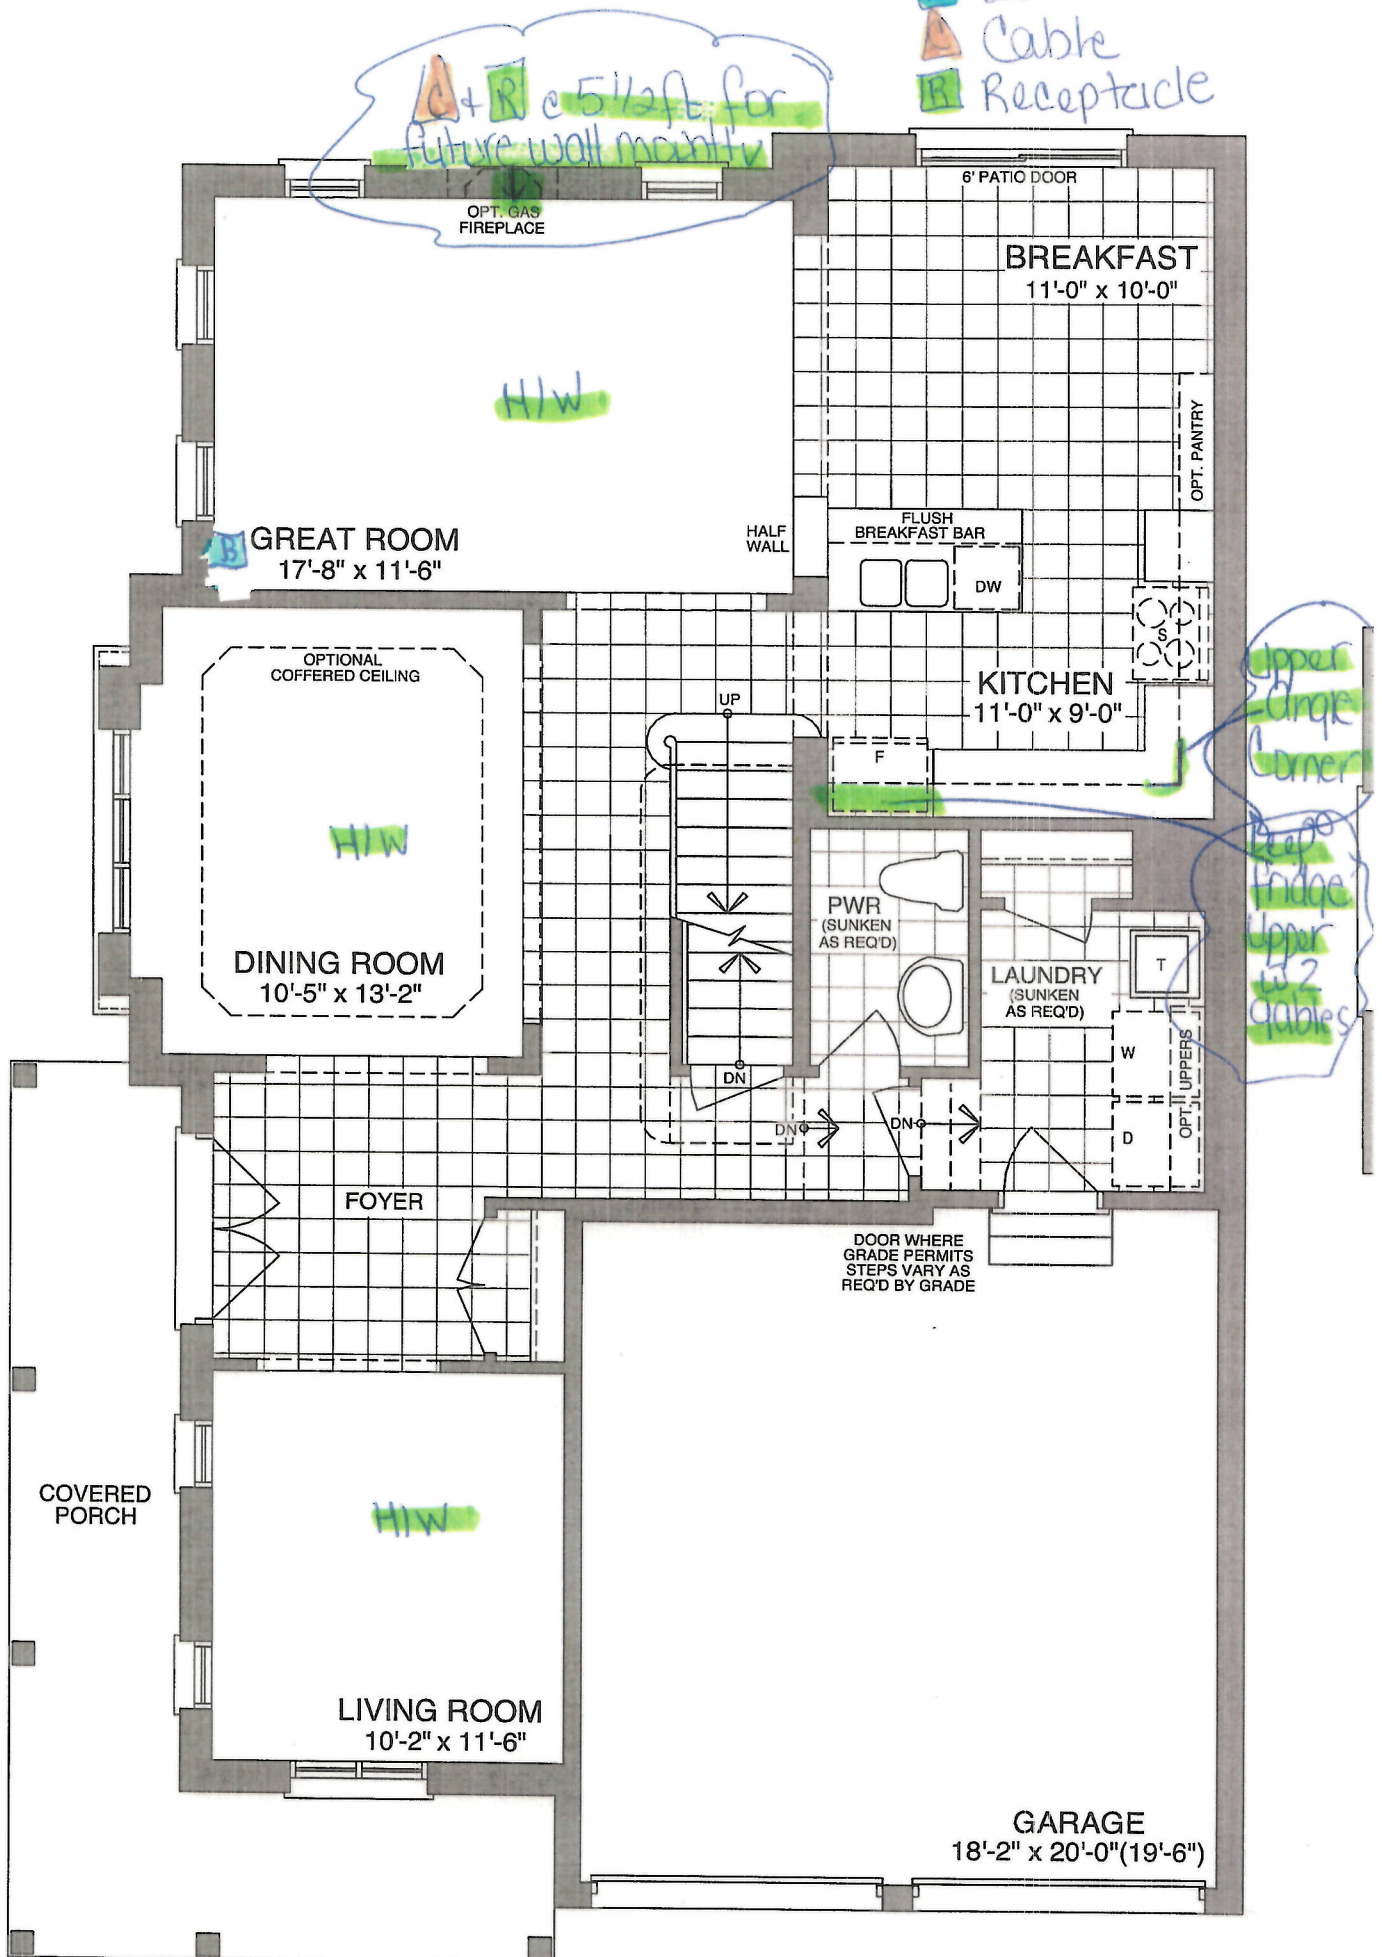 C Cable
R Receptacle
C + R @ 5 1/2 ft for
future wall mount tv
6' PATIO DOOR
OPT. GAS
FIREPLACE
BREAKFAST
11'-0" x 10'-0"
H/W
OPT. PANTRY
FLUSH
BREAKFAST BAR
HALF
WALL
B
GREAT ROOM
17'-8" x 11'-6"
DW
S
OPTIONAL
COFFERED CEILING
UP
KITCHEN
11'-0" x 9'-0"
Upper
Angle
Corner
F
H/W
Deep
fridge
Upper
w 2
gables
PWR
(SUNKEN
AS REQ'D)
DINING ROOM
10'-5" x 13'-2"
LAUNDRY
(SUNKEN
AS REQ'D)
T
W
D
OPT. UPPERS
DN
DN
DN
FOYER
DOOR WHERE
GRADE PERMITS
STEPS VARY AS
REQ'D BY GRADE
COVERED
PORCH
H/W
LIVING ROOM
10'-2" x 11'-6"
GARAGE
18'-2" x 20'-0"(19'-6")